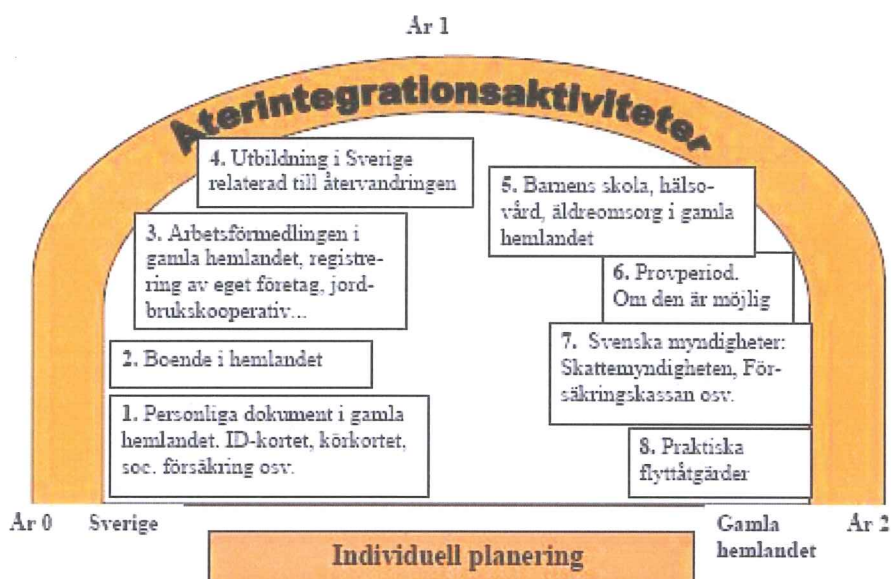 År 1
Återintegrationsaktiviteter
4. Utbildning i Sverige
relaterad till återvandringen
5. Barnens skola, hälso-
vård, äldreomsorg i gamla
hemlandet
3. Arbetsförmedlingen i
gamla hemlandet, registre-
ring av eget företag, jord-
brukskooperativ...
6. Provperiod.
Om den är möjlig
2. Boende i hemlandet
7. Svenska myndigheter:
Skattemyndigheten, För-
säkringskassan osv.
1. Personliga dokument i gamla
hemlandet. ID-kortet, körkortet,
soc. försäkring osv.
8. Praktiska
flyttåtgärder
År 0 Sverige
Gamla
hemlandet
År 2
Individuell planering